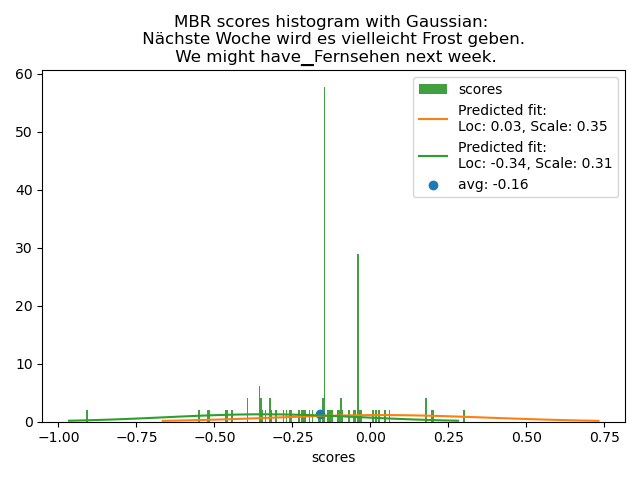 MBR scores histogram with Gaussian:
Nächste Woche wird es vielleicht Frost geben.
We might have▁Fernsehen next week.
60
50
40
30
20
10
0
scores
Predicted fit:
Loc: 0.03, Scale: 0.35
Predicted fit:
Loc: -0.34, Scale: 0.31
avg: -0.16
−1.00 −0.75 −0.50 −0.25 0.00 0.25 0.50 0.75
scores